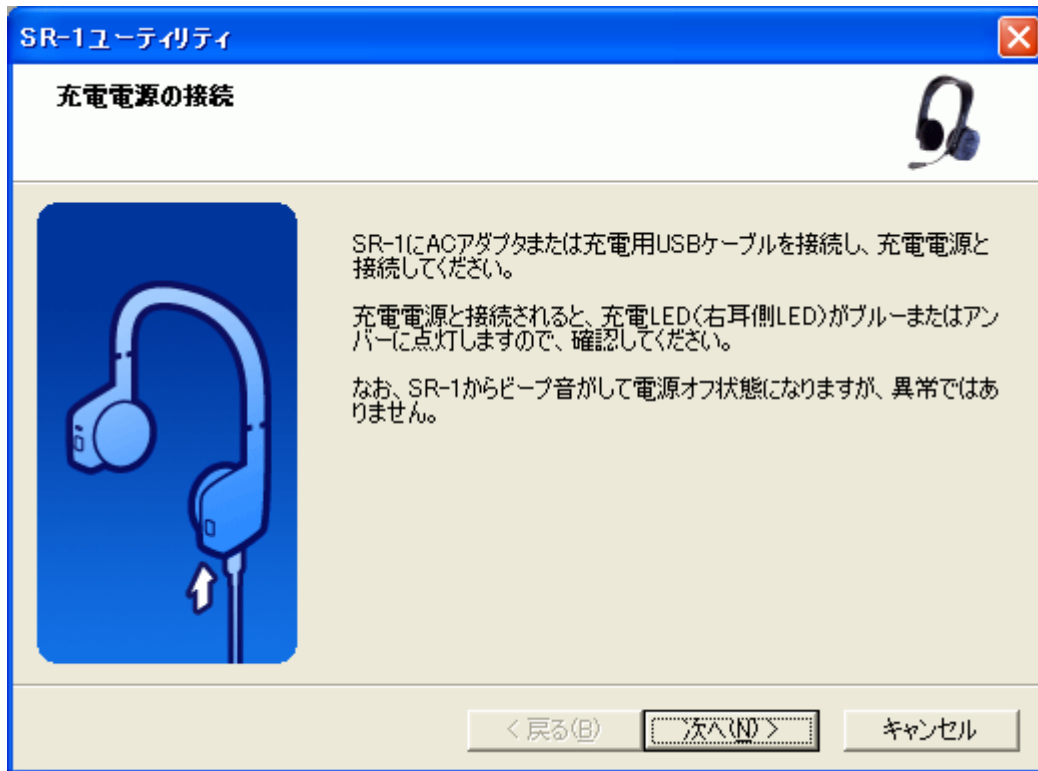 SR-1ユーティリティ
充電電源の接続
SR-1にACアダプタまたは充電用USBケーブルを接続し、充電電源と
接続してください。
充電電源と接続されると、充電LED(右耳側LED)がブルーまたはアン
バーに点灯しますので、確認してください。
なお、SR-1からビープ音がして電源オフ状態になりますが、異常ではあ
りません。
< 戻る(B)
次へ(N) >
キャンセル